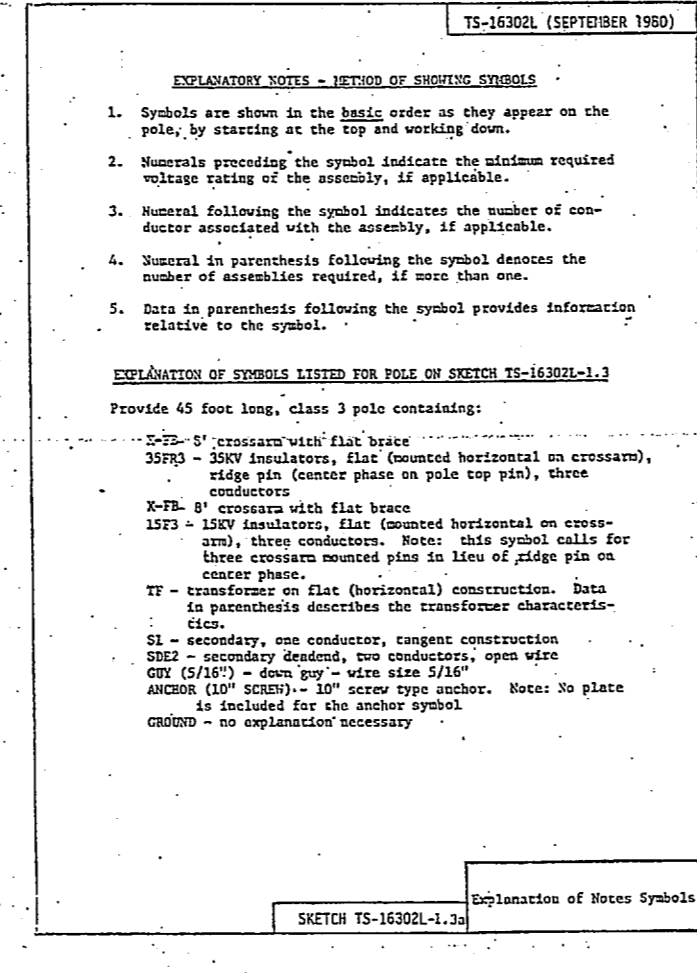 TS-16302L (SEPTEMBER 1980)
EXPLANATORY NOTES - METHOD OF SHOWING SYMBOLS
1. Symbols are shown in the basic order as they appear on the
pole, by starting at the top and working down.
2. Numerals preceding the symbol indicate the minimum required
voltage rating of the assembly, if applicable.
3. Numeral following the symbol indicates the number of con-
ductor associated with the assembly, if applicable.
4. Numeral in parenthesis following the symbol denotes the
number of assemblies required, if more than one.
5. Data in parenthesis following the symbol provides information
relative to the symbol.
EXPLANATION OF SYMBOLS LISTED FOR POLE ON SKETCH TS-16302L-1.3
Provide 45 foot long, class 3 pole containing:
X-FB- 8' crossarm with flat brace
35FR3 - 35KV insulators, flat (mounted horizontal on crossarm),
ridge pin (center phase on pole top pin), three
conductors
X-FB- 8' crossarm with flat brace
15F3 - 15KV insulators, flat (mounted horizontal on cross-
arm), three conductors. Note: this symbol calls for
three crossarm mounted pins in lieu of ridge pin on
center phase.
TF - transformer on flat (horizontal) construction. Data
in parenthesis describes the transformer characteris-
tics.
S1 - secondary, one conductor, tangent construction
SDE2 - secondary deadend, two conductors, open wire
GUY (5/16") - down guy - wire size 5/16"
ANCHOR (10" SCREW) - 10" screw type anchor. Note: No plate
is included for the anchor symbol
GROUND - no explanation necessary
Explanation of Notes Symbols
SKETCH TS-16302L-1.3a